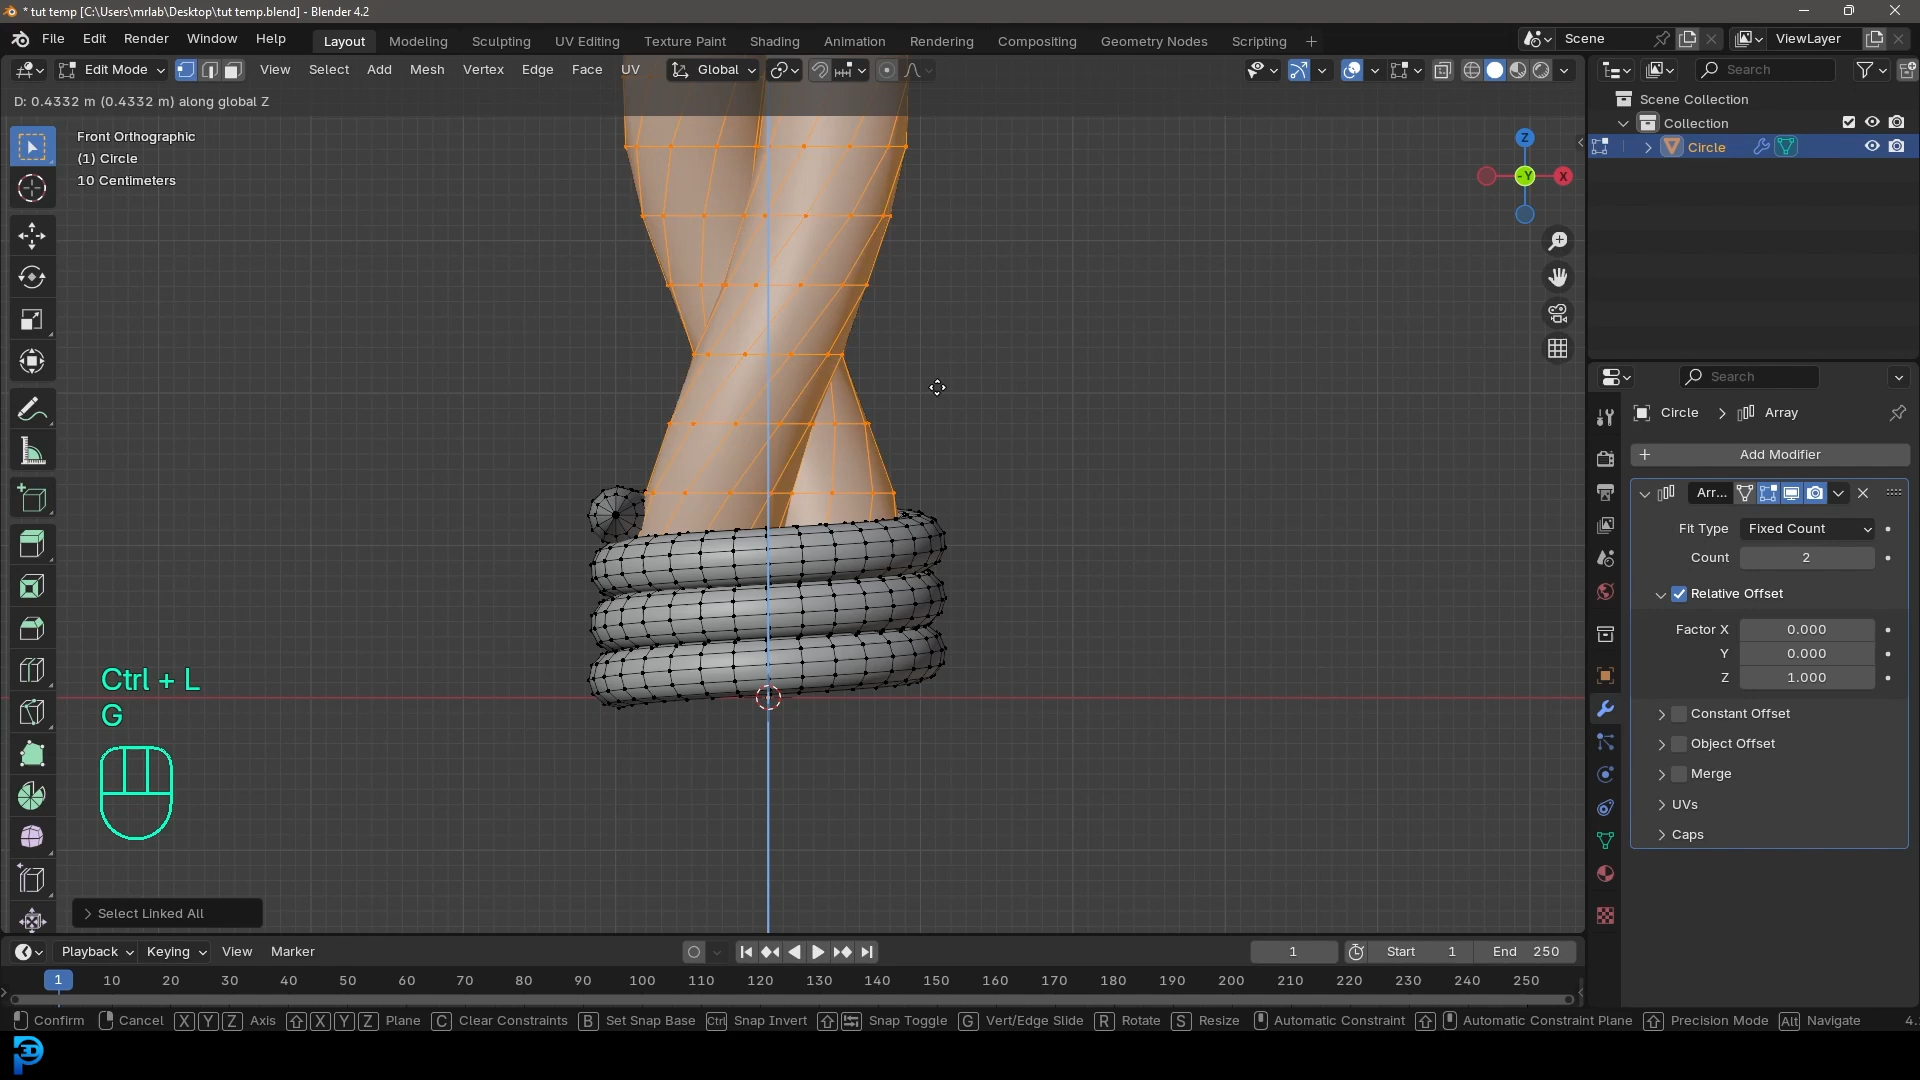 * tut temp [C:\Users\mrlab\Desktop\tut temp.blend] - Blender 4.2
File Edit Render Window Help Layout Modeling Sculpting UV Editing Texture Paint Shading Animation Rendering Compositing Geometry Nodes Scripting + Scene ViewLayer
Edit Mode View Select Add Mesh Vertex Edge Face UV Global Search
D: 0.4332 m (0.4332 m) along global Z
Scene Collection
Collection
Circle
Front Orthographic
(1) Circle
10 Centimeters
Z
-Y
X
Search
Circle > Array
+ Add Modifier
Arr...
Fit Type Fixed Count
Count 2
Relative Offset
Factor X 0.000
Y 0.000
Z 1.000
Constant Offset
Object Offset
Merge
UVs
Caps
Ctrl + L
G
> Select Linked All
Playback Keying View Marker 1 Start 1 End 250
1 10 20 30 40 50 60 70 80 90 100 110 120 130 140 150 160 170 180 190 200 210 220 230 240 250
Confirm Cancel X Y Z Axis X Y Z Plane C Clear Constraints B Set Snap Base Ctrl Snap Invert Snap Toggle G Vert/Edge Slide R Rotate S Resize Automatic Constraint Automatic Constraint Plane Precision Mode Alt Navigate